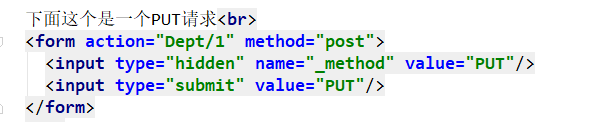 下面这个是一个PUT请求<br>
<form action="Dept/1" method="post">
<input type="hidden" name="_method" value="PUT"/>
<input type="submit" value="PUT"/>
</form>